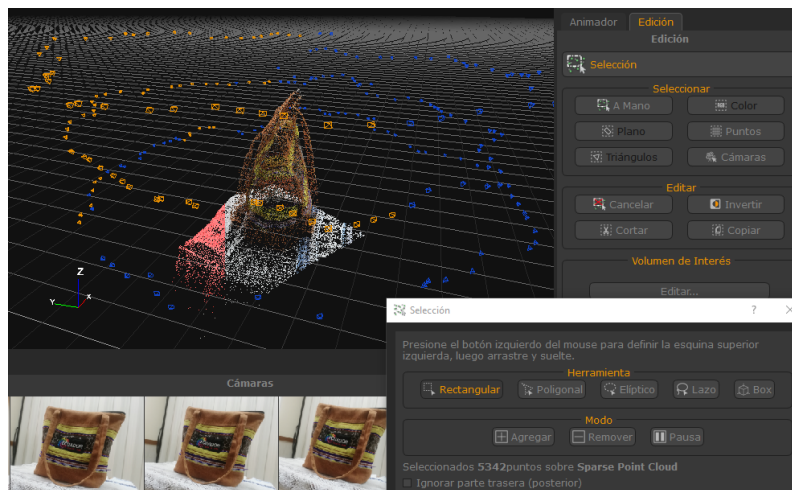 Animador Edición
Edición
Selección
Seleccionar
A Mano Color
Plano Puntos
Triángulos Cámaras
Editar
Cancelar Invertir
Cortar Copiar
Volumen de Interés
Editar...
Z
Y X
Selección ? ×
Presione el botón izquierdo del mouse para definir la esquina superior
izquierda, luego arrastre y suelte.
Herramienta
Rectangular Poligonal Elíptico Lazo Box
Modo
Agregar Remover Pausa
Seleccionados 5342puntos sobre Sparse Point Cloud
Ignorar parte trasera (posterior)
Cámaras